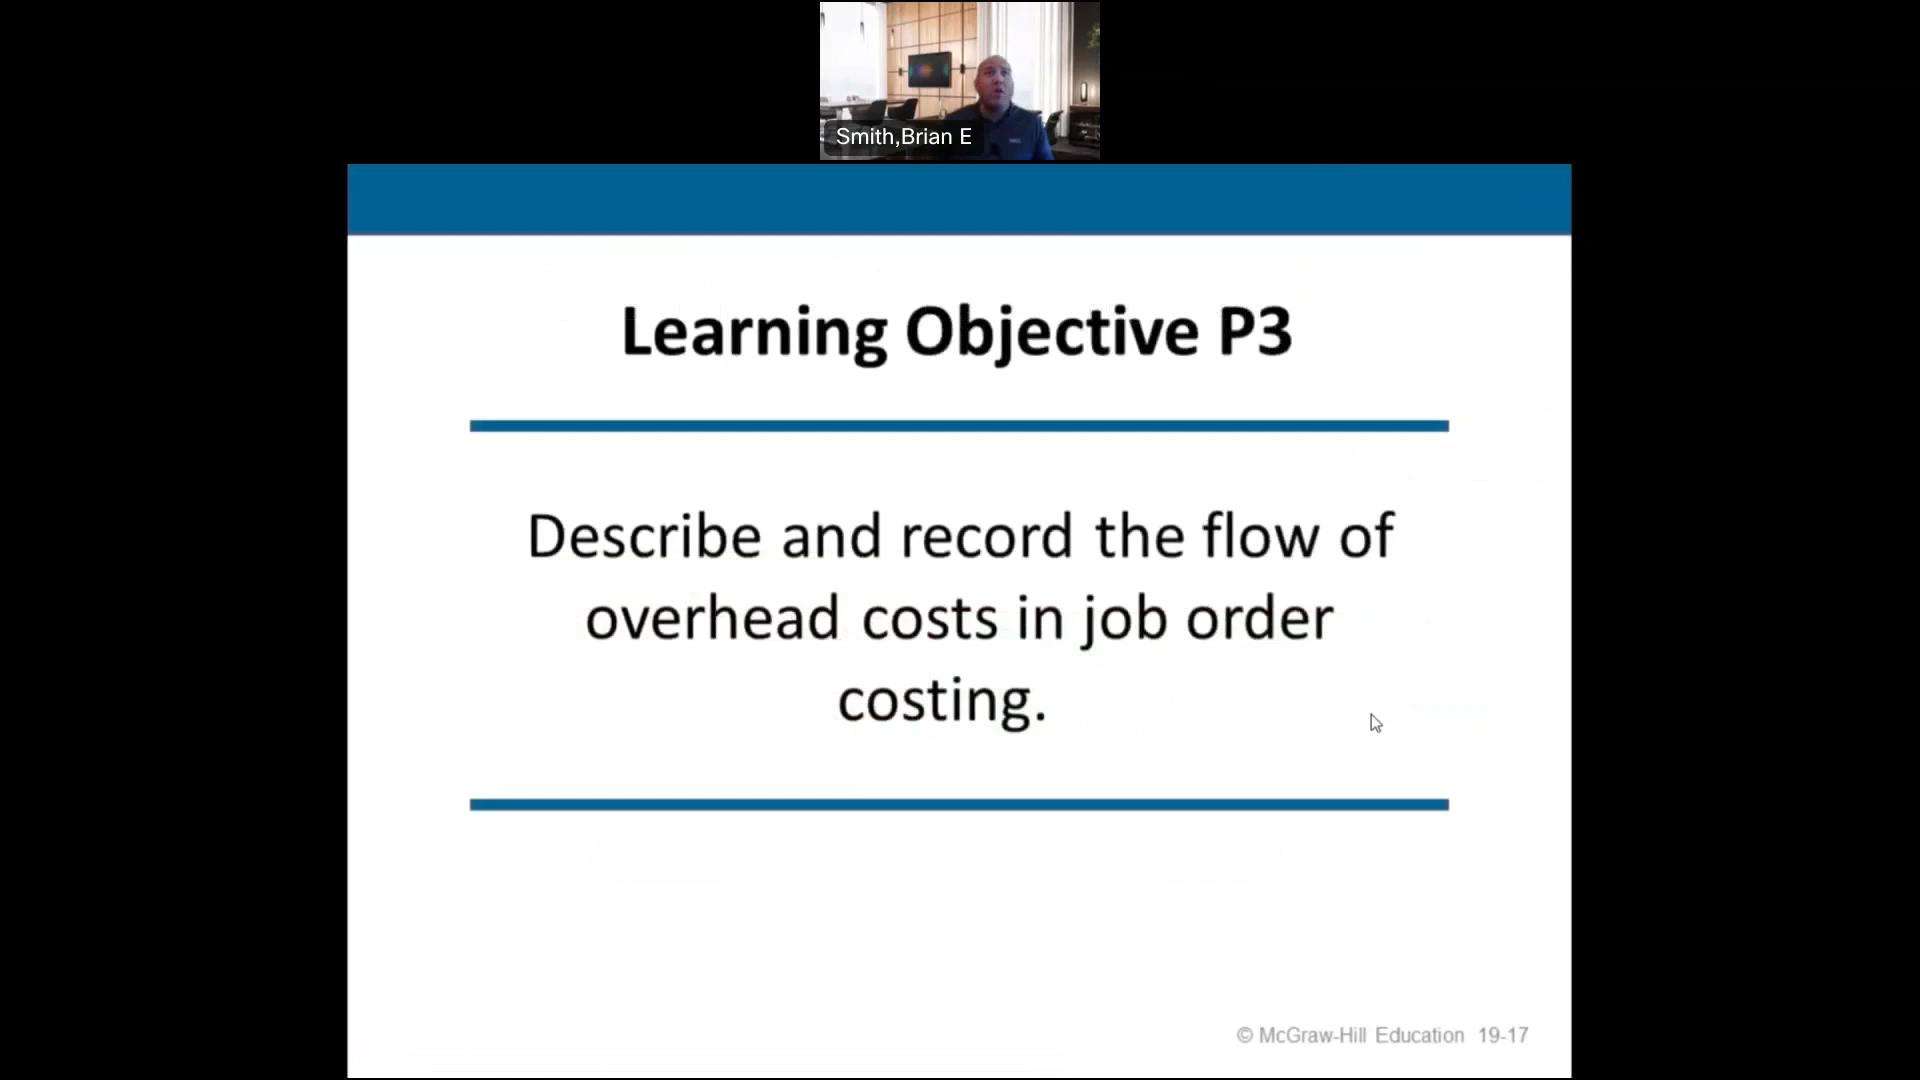 Smith,Brian E
Learning Objective P3
Describe and record the flow of
overhead costs in job order
costing.
© McGraw-Hill Education 19-17